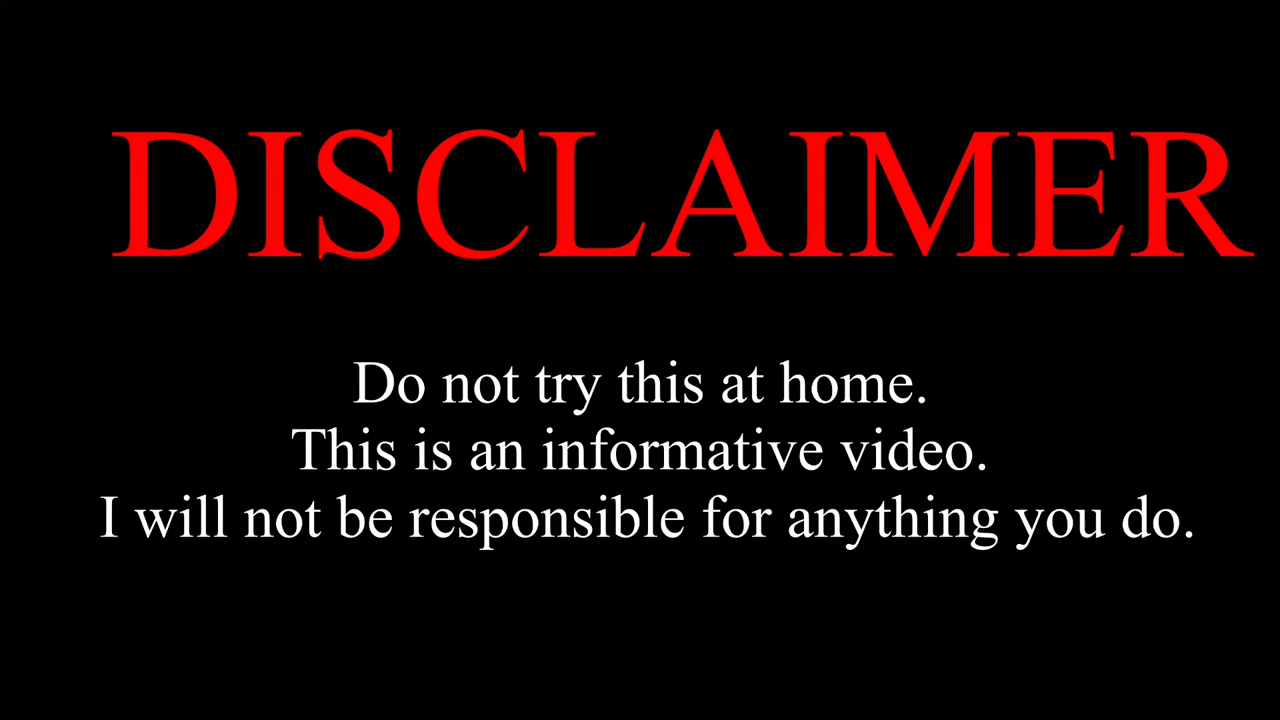 DISCLAIMER
Do not try this at home.
This is an informative video.
I will not be responsible for anything you do.